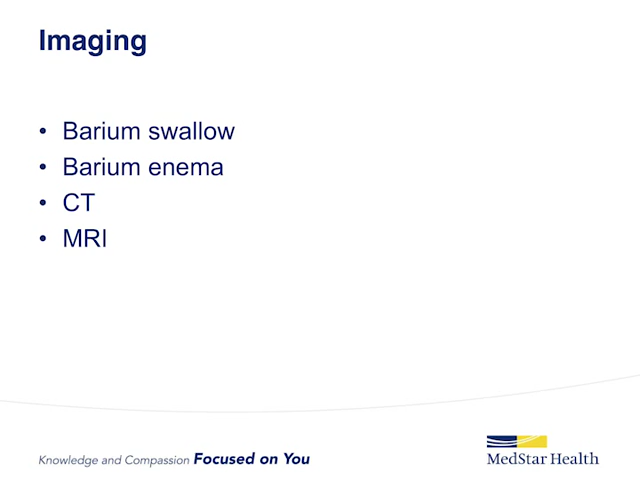 Imaging
• Barium swallow
• Barium enema
• CT
• MRI
Knowledge and Compassion Focused on You
MedStar Health